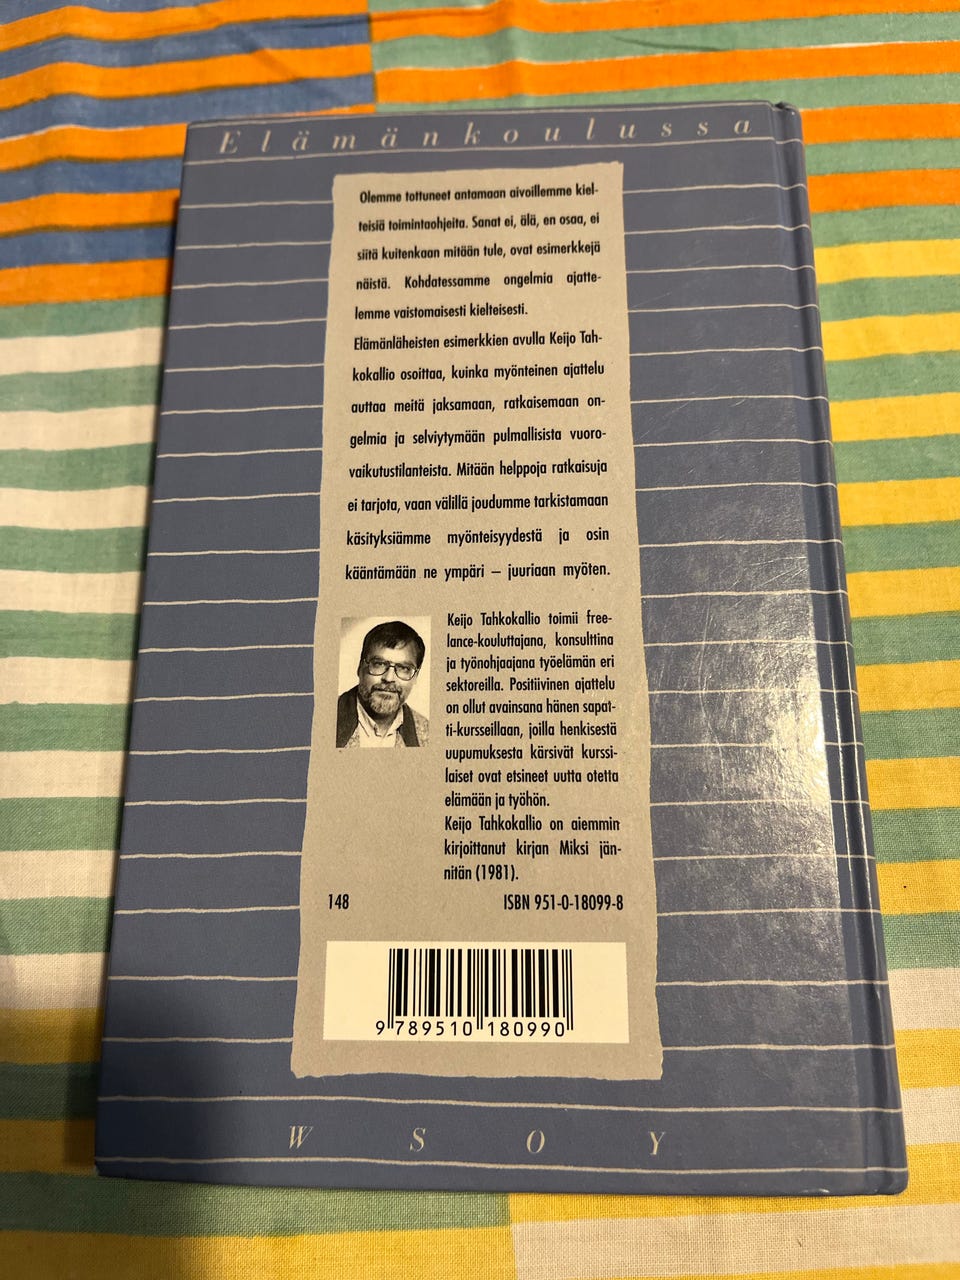 Elämänkoulussa
Olemme tottuneet antamaan aivoillemme kiel-
teisiä toimintaohjeita. Sanat ei, älä, en osaa, ei
siitä kuitenkaan mitään tule, ovat esimerkkejä
näistä. Kohdatessamme ongelmia ajatte-
lemme vaistomaisesti kielteisesti.
Elämänläheisten esimerkkien avulla Keijo Tah-
kokallio osoittaa, kuinka myönteinen ajattelu
auttaa meitä jaksamaan, ratkaisemaan on-
gelmia ja selviytymään pulmallisista vuoro-
vaikutustilanteista. Mitään helppoja ratkaisuja
ei tarjota, vaan välillä joudumme tarkistamaan
käsityksiämme myönteisyydestä ja osin
kääntämään ne ympäri – juuriaan myöten.
Keijo Tahkokallio toimii free-
lance-kouluttajana, konsulttina
ja työnohjaajana työelämän eri
sektoreilla. Positiivinen ajattelu
on ollut avainsana hänen sapat-
ti-kursseillaan, joilla henkisestä
uupumuksesta kärsivät kurssi-
laiset ovat etsineet uutta otetta
elämään ja työhön.
Keijo Tahkokallio on aiemmin
kirjoittanut kirjan Miksi jän-
nitän (1981).
148 ISBN 951-0-18099-8
9 789510 180990
WSOY